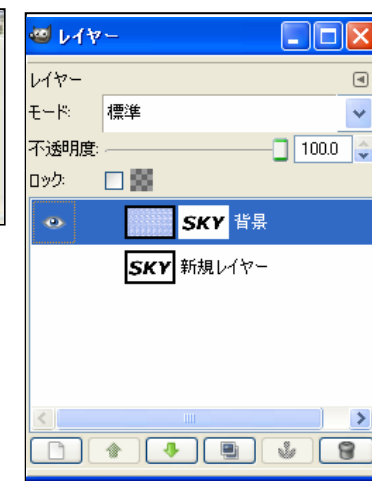 レイヤー
レイヤー
モード: 標準
不透明度: 100.0
ロック:
SKY 背景
SKY 新規レイヤー